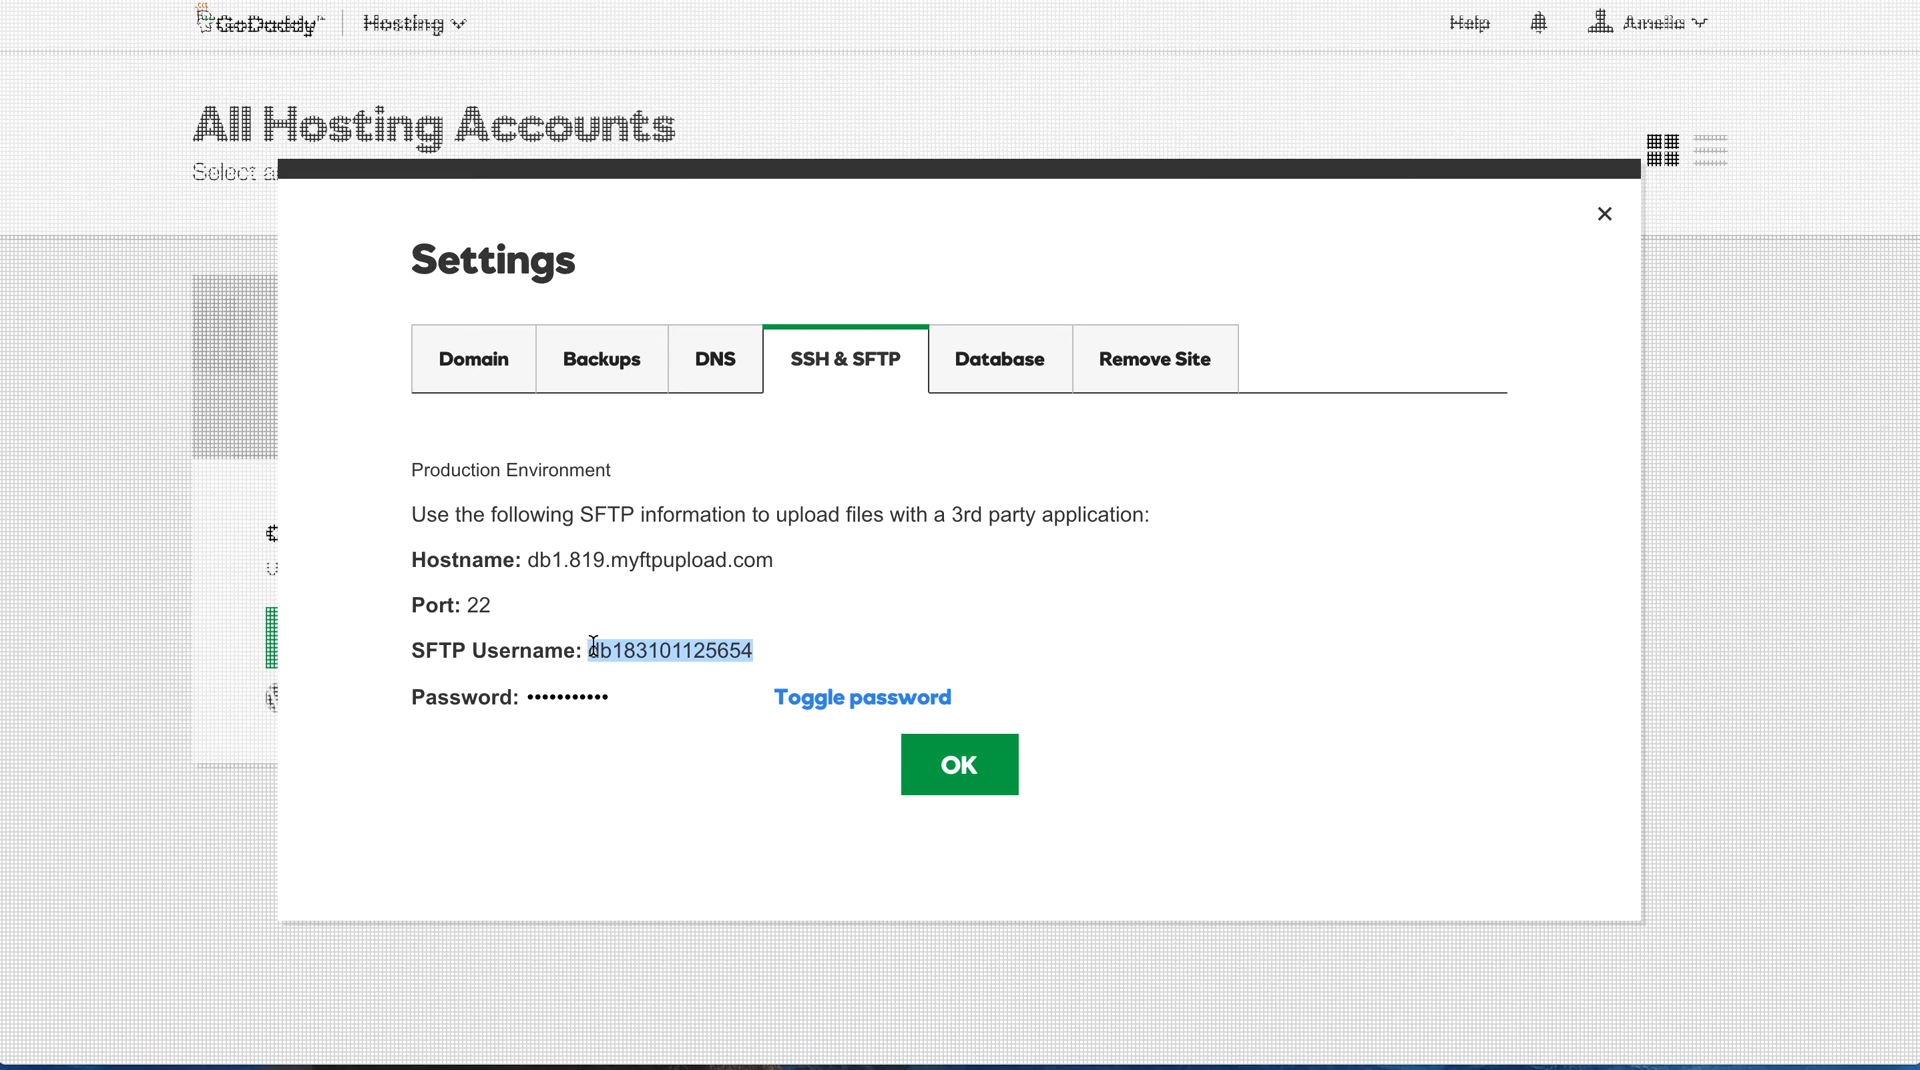 GoDaddy
Hosting
Help
Amelia
All Hosting Accounts
Select a
Settings
Domain
Backups
DNS
SSH & SFTP
Database
Remove Site
Production Environment
Use the following SFTP information to upload files with a 3rd party application:
Hostname: db1.819.myftpupload.com
Port: 22
SFTP Username: db183101125654
Password: •••••••••••
Toggle password
OK